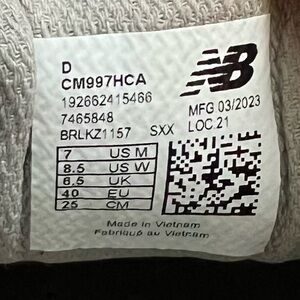 D
CM997HCA
192662415466
7465848
BRLKZ1157 SXX
NB
MFG 03/2023
LOC.21
7 US M
8.5 US W
6.5 UK
40 EU
25 CM
Made in Vietnam
Fabriqué au Vietnam